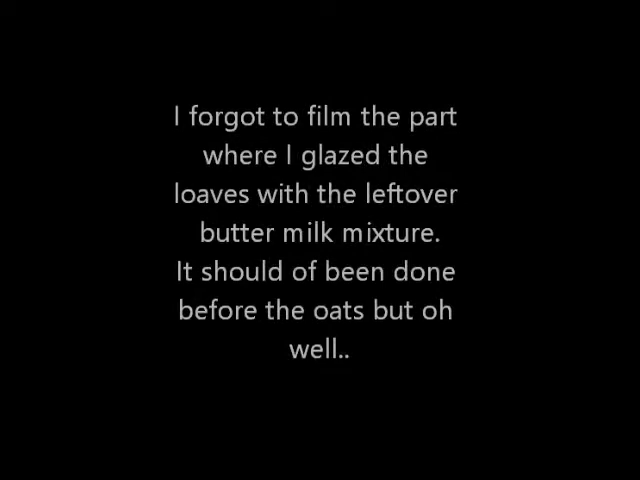 I forgot to film the part
where I glazed the
loaves with the leftover
butter milk mixture.
It should of been done
before the oats but oh
well..